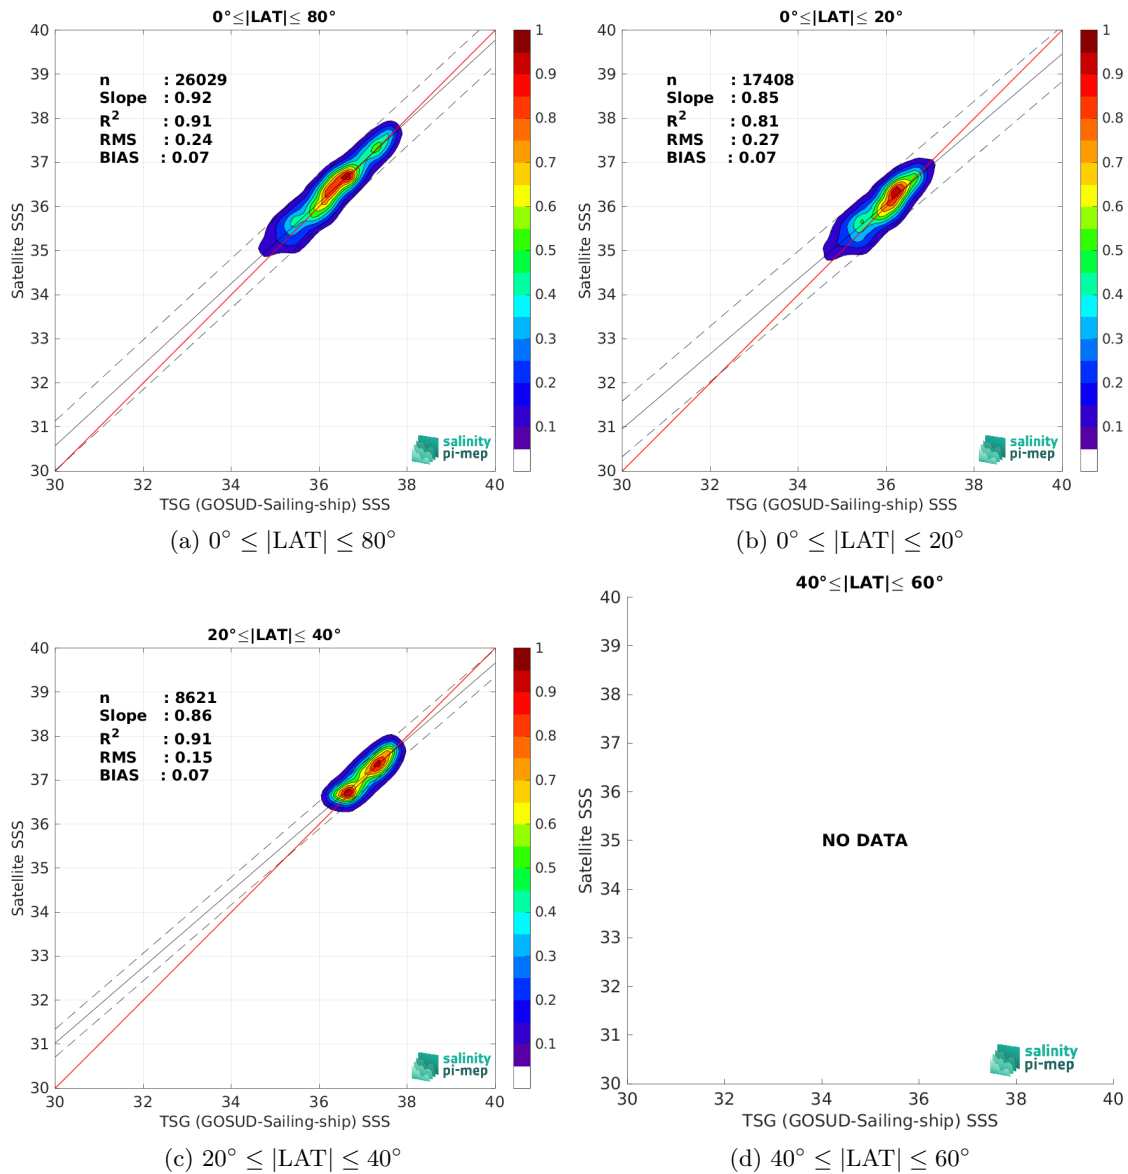 0°≤|LAT|≤ 80°
40
39
38
37
36
35
34
33
32
31
30
30
32
34
36
38
40
Satellite SSS
TSG (GOSUD-Sailing-ship) SSS
n : 26029
Slope : 0.92
R² : 0.91
RMS : 0.24
BIAS : 0.07
1
0.9
0.8
0.7
0.6
0.5
0.4
0.3
0.2
0.1
salinity
pi-mep
(a) 0° ≤ |LAT| ≤ 80°
0°≤|LAT|≤ 20°
40
39
38
37
36
35
34
33
32
31
30
30
32
34
36
38
40
Satellite SSS
TSG (GOSUD-Sailing-ship) SSS
n : 17408
Slope : 0.85
R² : 0.81
RMS : 0.27
BIAS : 0.07
1
0.9
0.8
0.7
0.6
0.5
0.4
0.3
0.2
0.1
salinity
pi-mep
(b) 0° ≤ |LAT| ≤ 20°
20°≤|LAT|≤ 40°
40
39
38
37
36
35
34
33
32
31
30
30
32
34
36
38
40
Satellite SSS
TSG (GOSUD-Sailing-ship) SSS
n : 8621
Slope : 0.86
R² : 0.91
RMS : 0.15
BIAS : 0.07
1
0.9
0.8
0.7
0.6
0.5
0.4
0.3
0.2
0.1
salinity
pi-mep
(c) 20° ≤ |LAT| ≤ 40°
40°≤|LAT|≤ 60°
40
39
38
37
36
35
34
33
32
31
30
30
32
34
36
38
40
Satellite SSS
TSG (GOSUD-Sailing-ship) SSS
NO DATA
salinity
pi-mep
(d) 40° ≤ |LAT| ≤ 60°